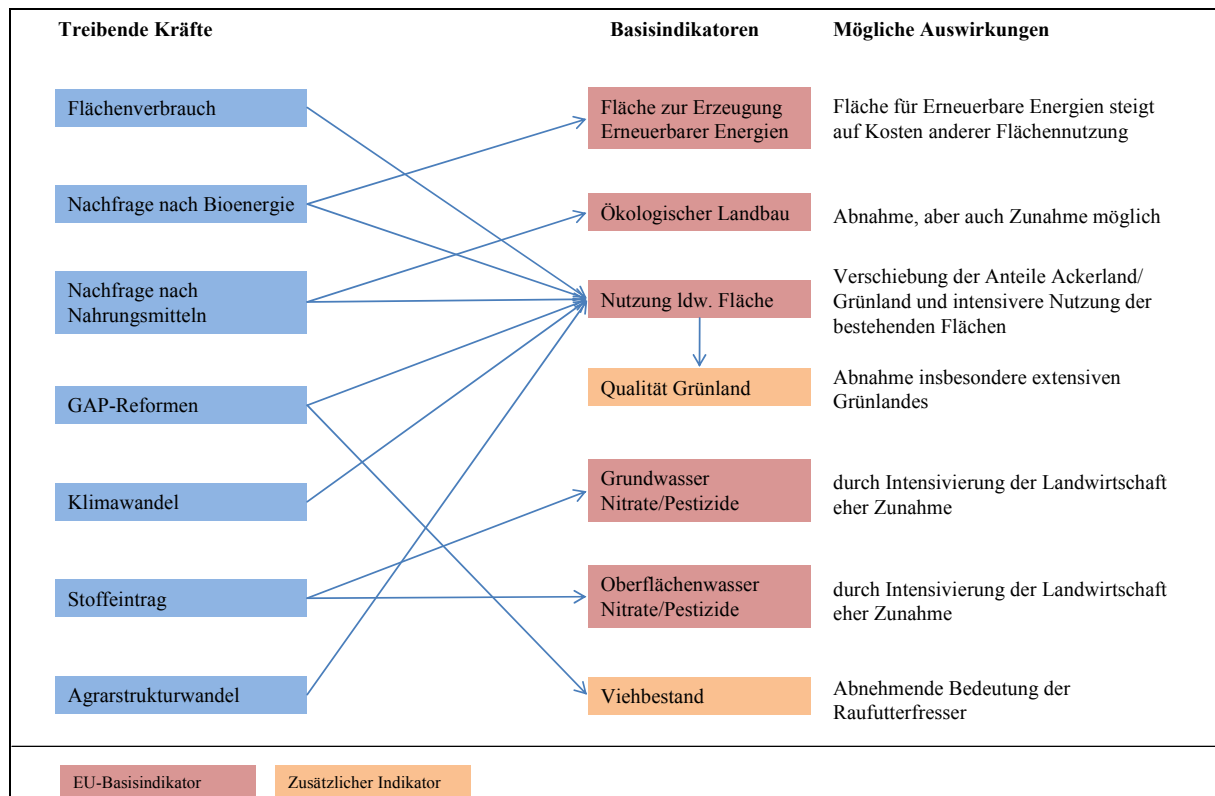 Treibende Kräfte
Basisindikatoren
Mögliche Auswirkungen
Flächenverbrauch
Nachfrage nach Bioenergie
Nachfrage nach
Nahrungsmitteln
GAP-Reformen
Klimawandel
Stoffeintrag
Agrarstrukturwandel
Fläche zur Erzeugung
Erneuerbarer Energien
Ökologischer Landbau
Nutzung ldw. Fläche
Qualität Grünland
Grundwasser
Nitrate/Pestizide
Oberflächenwasser
Nitrate/Pestizide
Viehbestand
Fläche für Erneuerbare Energien steigt
auf Kosten anderer Flächennutzung
Abnahme, aber auch Zunahme möglich
Verschiebung der Anteile Ackerland/
Grünland und intensivere Nutzung der
bestehenden Flächen
Abnahme insbesondere extensiven
Grünlandes
durch Intensivierung der Landwirtschaft
eher Zunahme
durch Intensivierung der Landwirtschaft
eher Zunahme
Abnehmende Bedeutung der
Raufutterfresser
EU-Basisindikator
Zusätzlicher Indikator